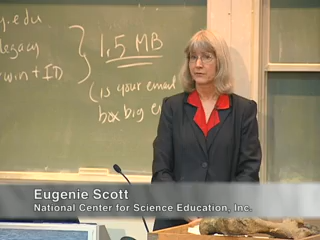 y.edu
legacy
rwin + ID
1.5 MB
(is your email
box big e
Eugenie Scott
National Center for Science Education, Inc.